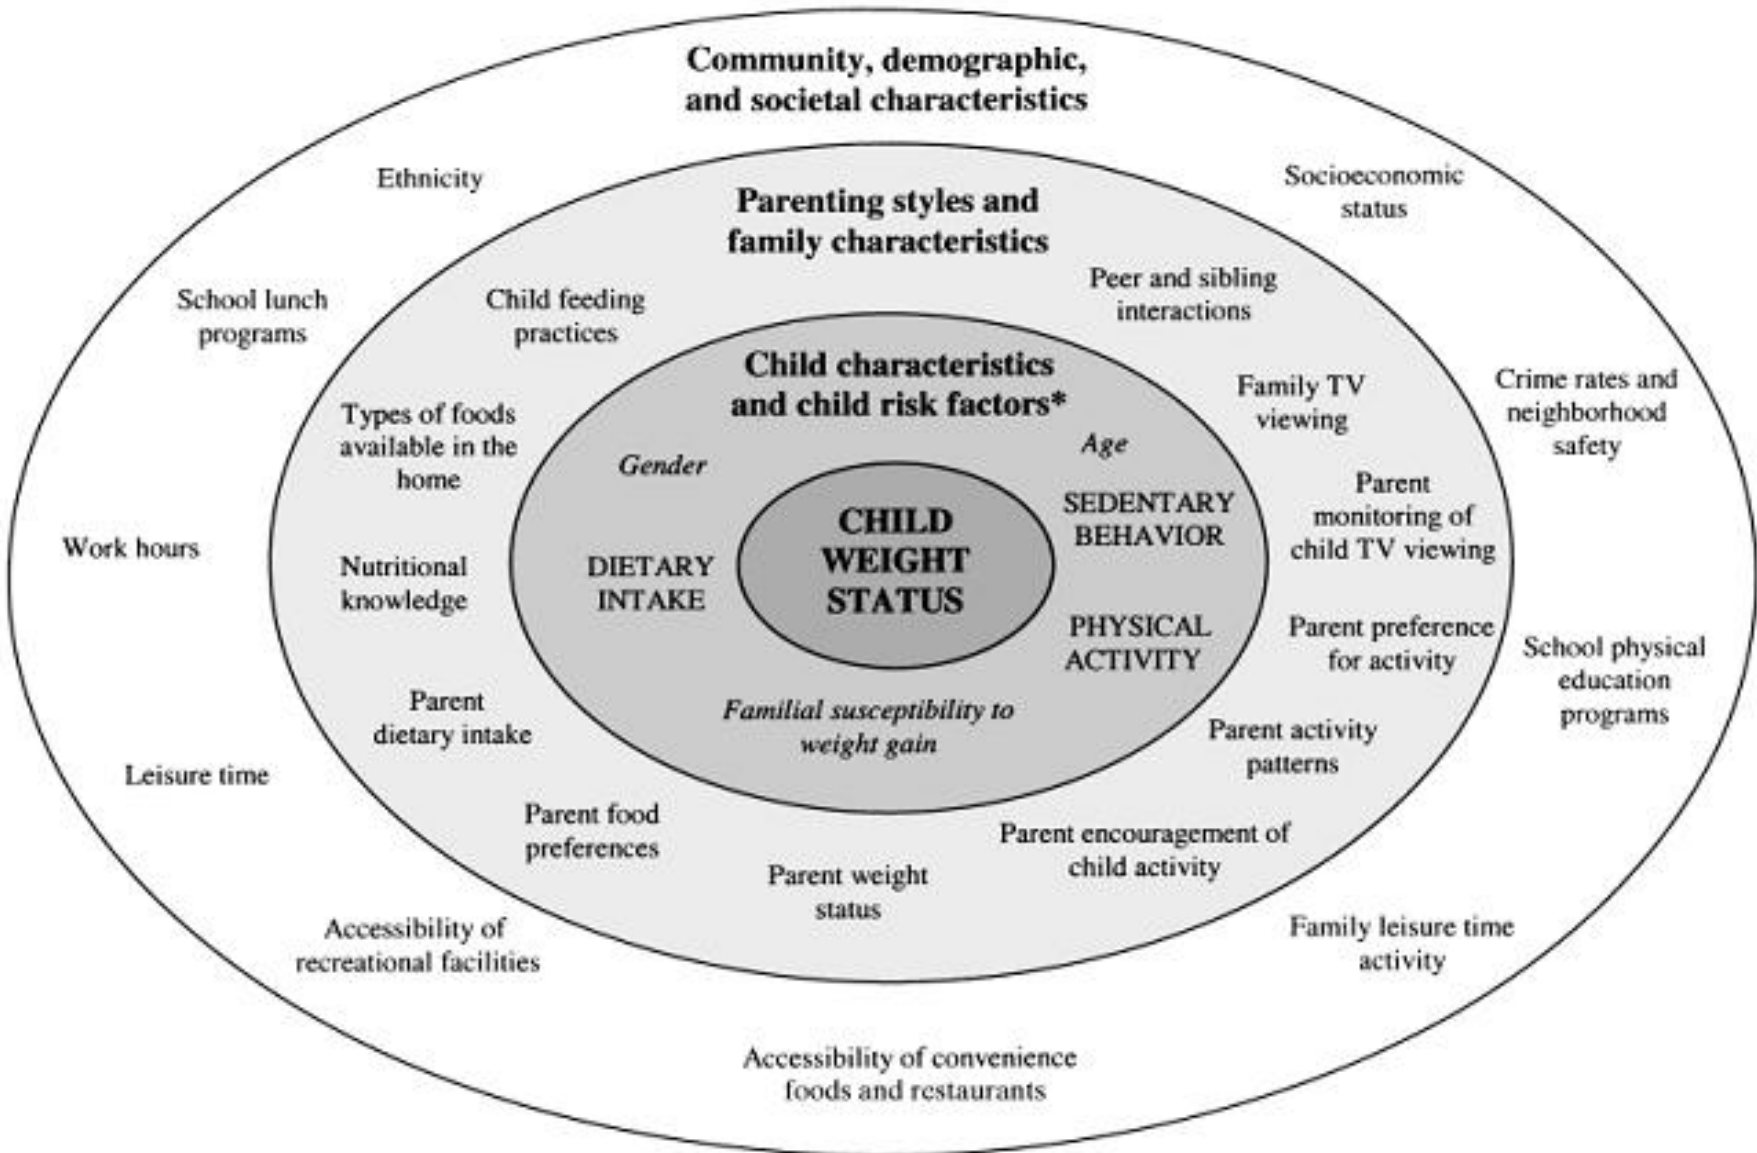 Community, demographic,
and societal characteristics
Ethnicity
Socioeconomic
status
School lunch
programs
Crime rates and
neighborhood
safety
Work hours
School physical
education
programs
Leisure time
Family leisure time
activity
Accessibility of
recreational facilities
Accessibility of convenience
foods and restaurants
Parenting styles and
family characteristics
Child feeding
practices
Peer and sibling
interactions
Types of foods
available in the
home
Family TV
viewing
Parent
monitoring of
child TV viewing
Nutritional
knowledge
Parent preference
for activity
Parent
dietary intake
Parent activity
patterns
Parent food
preferences
Parent encouragement of
child activity
Parent weight
status
Child characteristics
and child risk factors*
Gender
Age
SEDENTARY
BEHAVIOR
DIETARY
INTAKE
PHYSICAL
ACTIVITY
Familial susceptibility to
weight gain
CHILD
WEIGHT
STATUS